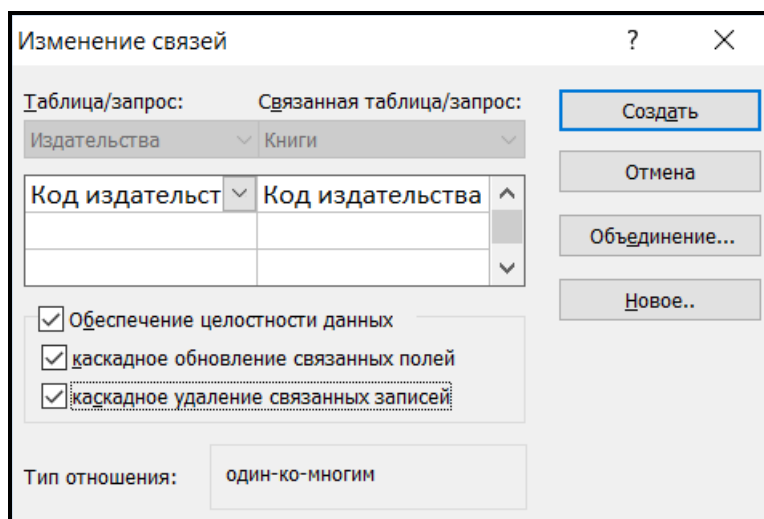 Изменение связей ?
Таблица/запрос: Связанная таблица/запрос:
Создать
Издательства Книги
Отмена
Код издательст Код издательства
Объединение...
Новое..
Обеспечение целостности данных
каскадное обновление связанных полей
каскадное удаление связанных записей
Тип отношения: один-ко-многим